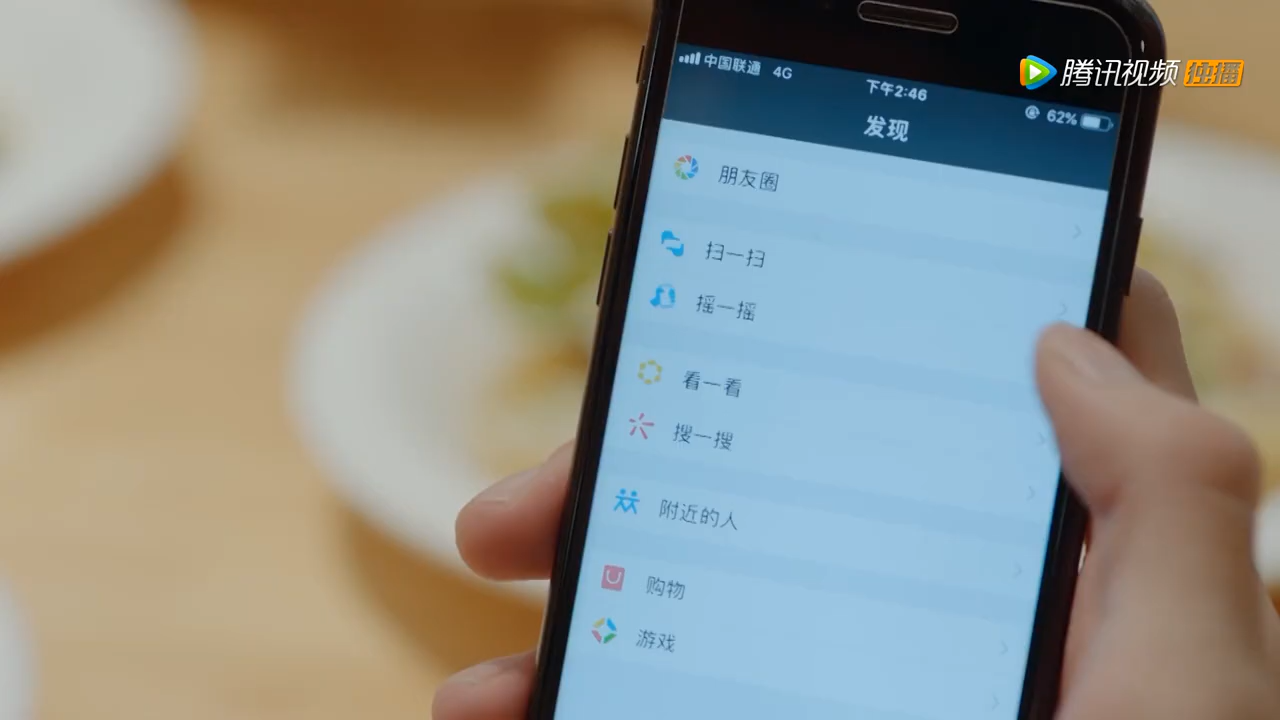 腾讯视频 独播
中国联通 4G 下午2:46 62%
发现
朋友圈
扫一扫
摇一摇
看一看
搜一搜
附近的人
购物
游戏